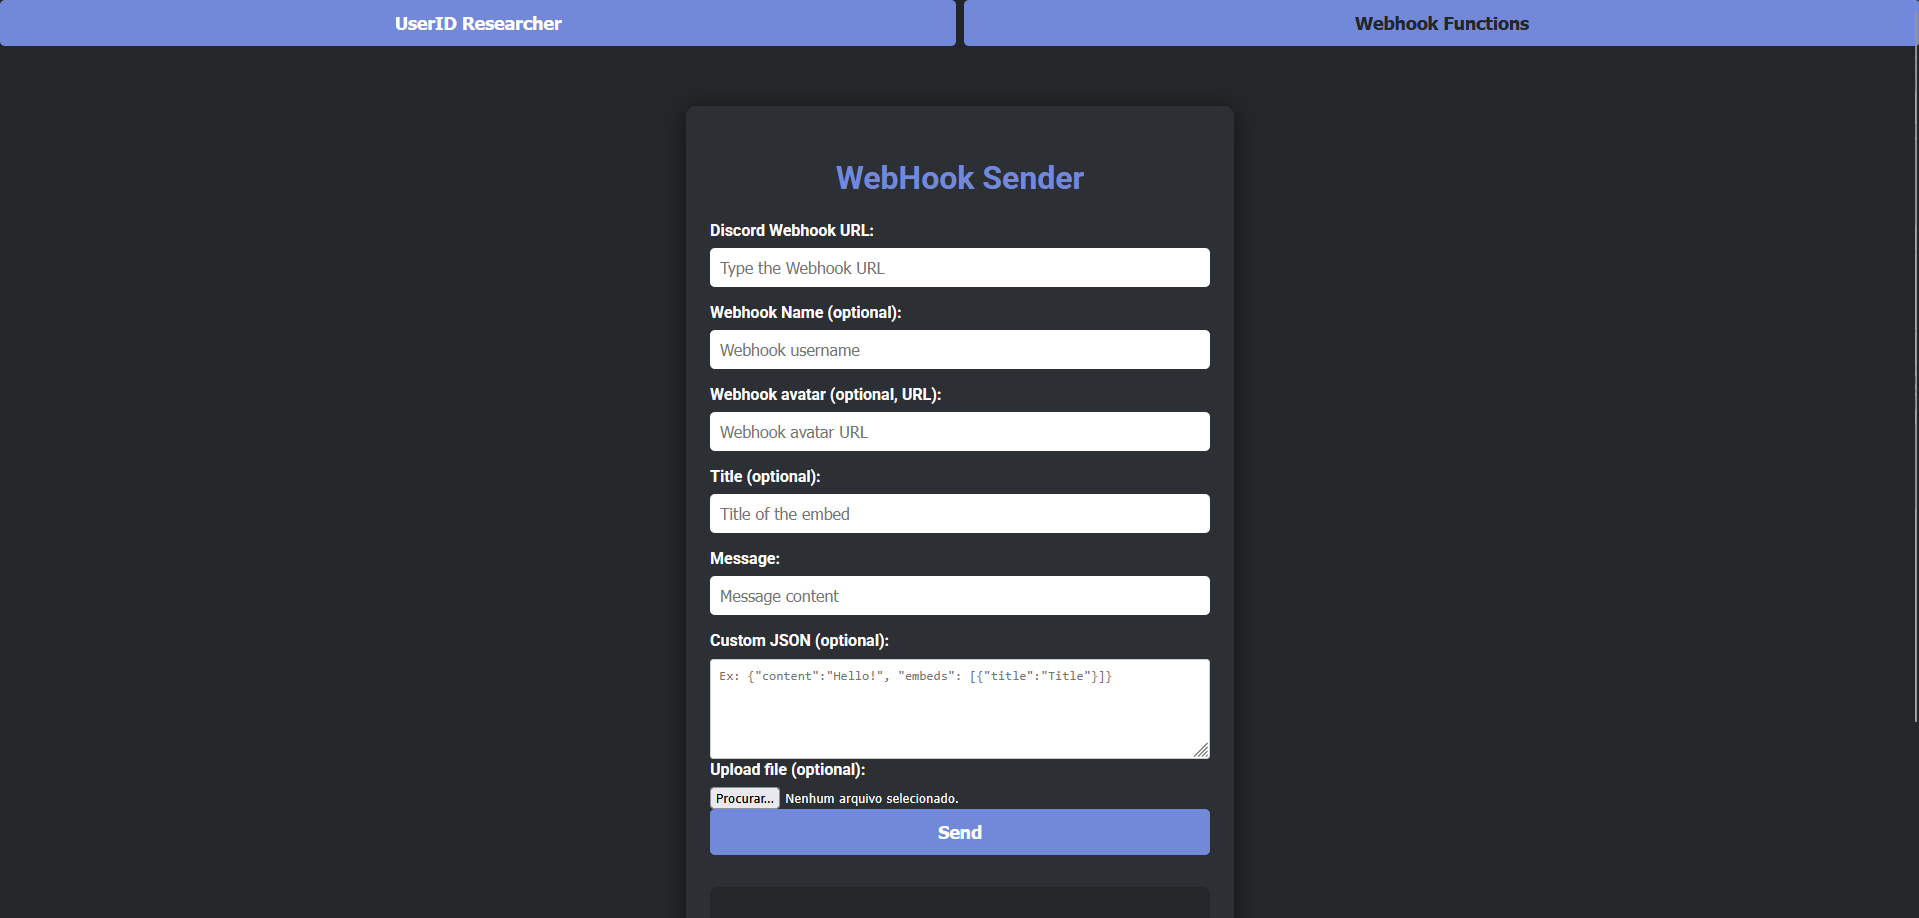 UserID Researcher
Webhook Functions
WebHook Sender
Discord Webhook URL:
Type the Webhook URL
Webhook Name (optional):
Webhook username
Webhook avatar (optional, URL):
Webhook avatar URL
Title (optional):
Title of the embed
Message:
Message content
Custom JSON (optional):
Ex: {"content":"Hello!", "embeds": [{"title":"Title"}]}
Upload file (optional):
Procurar... Nenhum arquivo selecionado.
Send